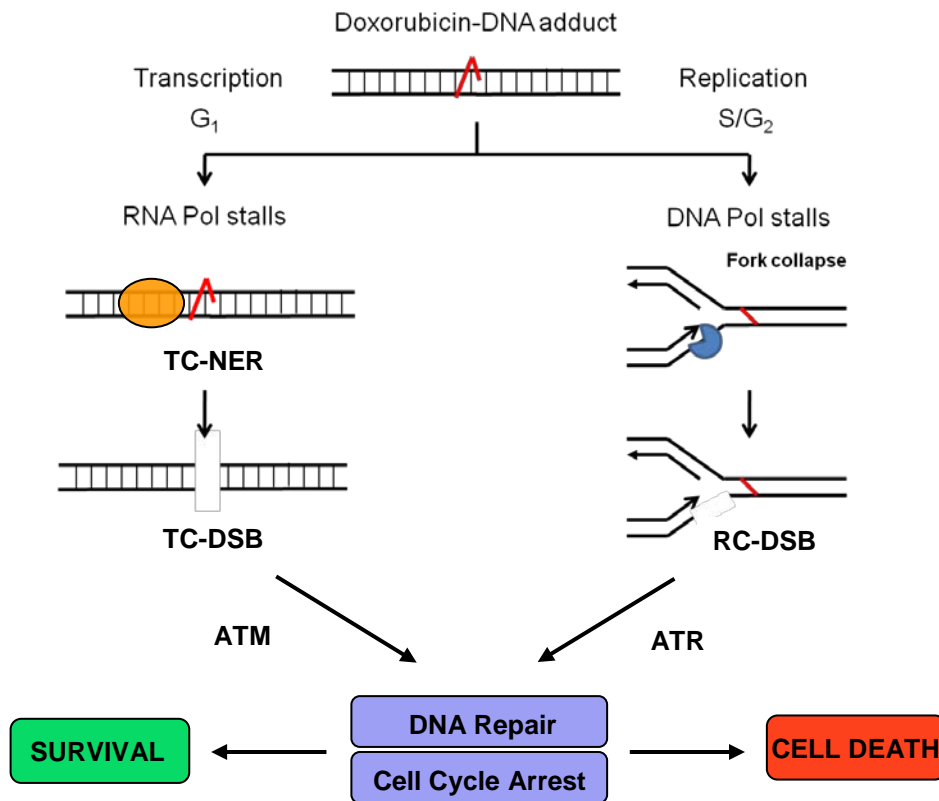 Doxorubicin-DNA adduct
Transcription
G₁
Replication
S/G₂
RNA Pol stalls
DNA Pol stalls
Fork collapse
TC-NER
TC-DSB
RC-DSB
ATM
ATR
DNA Repair
Cell Cycle Arrest
SURVIVAL
CELL DEATH